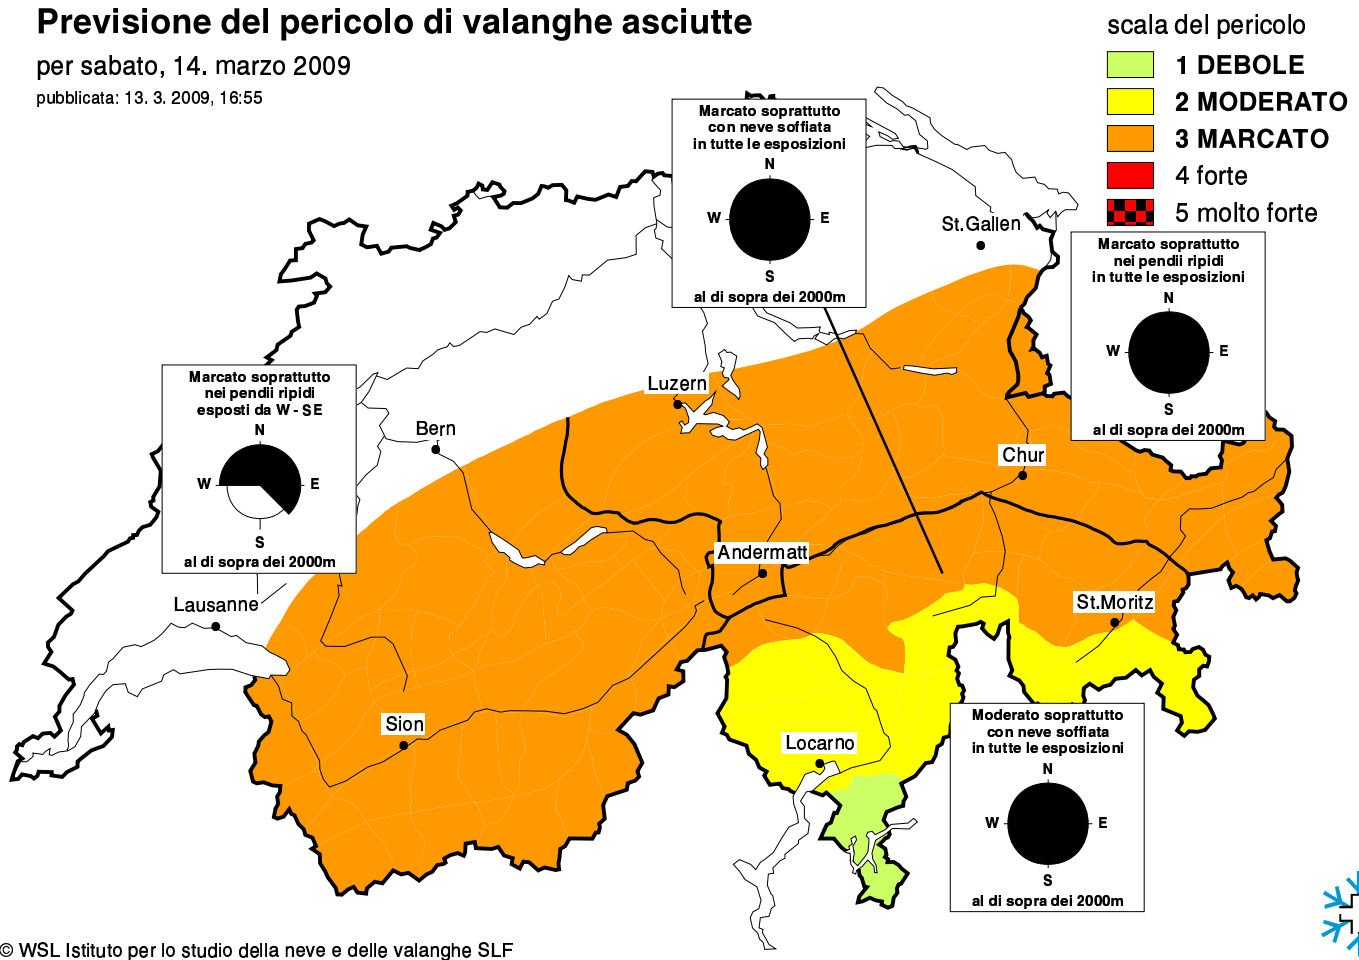 Previsione del pericolo di valanghe asciutte
per sabato, 14. marzo 2009
pubblicata: 13. 3. 2009, 16:55
scala del pericolo
1 DEBOLE
2 MODERATO
3 MARCATO
4 forte
5 molto forte
Marcato soprattutto
con neve soffiata
in tutte le esposizioni
N
W
E
S
al di sopra dei 2000m
St.Gallen
Marcato soprattutto
nei pendii ripidi
in tutte le esposizioni
N
W
E
S
al di sopra dei 2000m
Marcato soprattutto
nei pendii ripidi
esposti da W - SE
N
W
E
S
al di sopra dei 2000m
Luzern
Bern
Chur
Andermatt
Lausanne
St.Moritz
Sion
Locarno
Moderato soprattutto
con neve soffiata
in tutte le esposizioni
N
W
E
S
al di sopra dei 2000m
© WSL Istituto per lo studio della neve e delle valanghe SLF